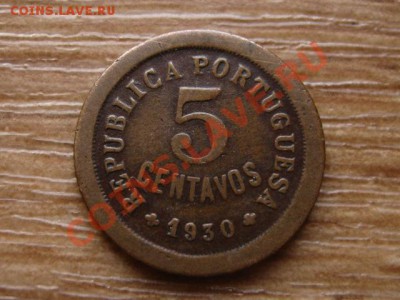 COINS.LAVE.RU
REPUBLICA PORTUGUESA
5
CENTAVOS
1930
COINS.LAVE.RU